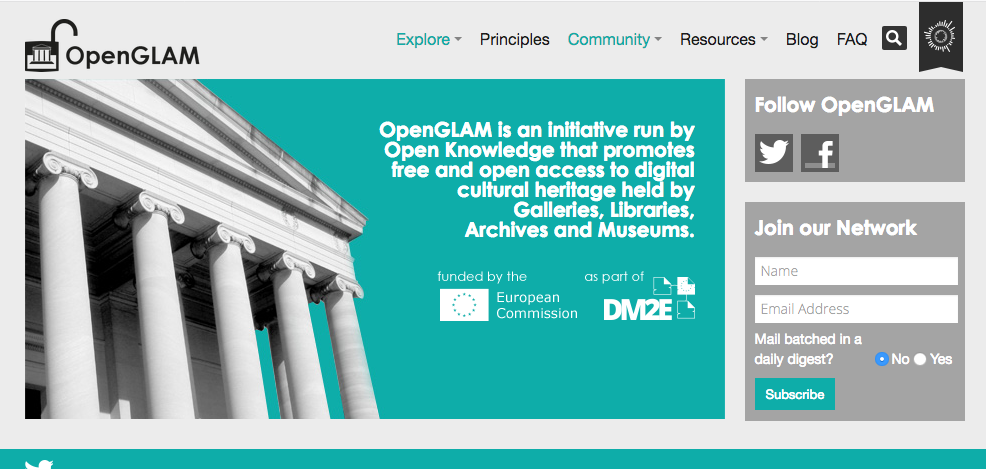 OpenGLAM
Explore Principles Community Resources Blog FAQ
OpenGLAM is an initiative run by
Open Knowledge that promotes
free and open access to digital
cultural heritage held by
Galleries, Libraries,
Archives and Museums.
funded by the
European
Commission
as part of
DM2E
Follow OpenGLAM
Join our Network
Name
Email Address
Mail batched in a
daily digest? No Yes
Subscribe